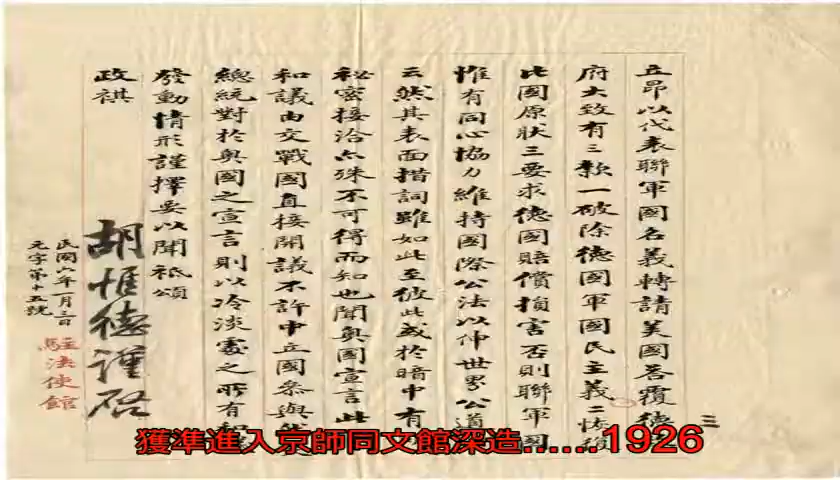 三
立即以代表聯軍國名義轉請美國答覆德
府大致有三款一破除德國軍國民主義二恢
比國原狀三要求德國賠償損害否則聯軍國
惟有同心協力維持國際公法以伸世界公道
云然其表面措詞雖如此至彼此或於暗中有
秘密接洽亦殊不可得而知也聞奧國宣言此
和議由交戰國直接開議不許中立國參與
總統對於奧國之宣言則以冷淡處之所有
發動情形謹擇要以聞祗頌
政祺
胡惟德謹啟
民國六年一月三日
元字第十五號
駐法使館
獲準進入京師同文館深造......1926